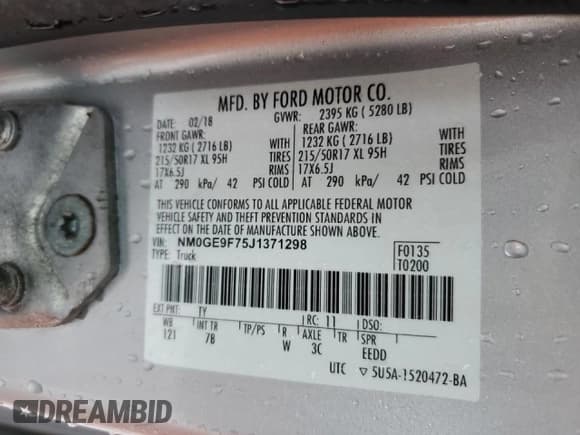 MFD. BY FORD MOTOR CO.
DATE: 02/18 GVWR: 2395 KG ( 5280 LB)
FRONT GAWR: REAR GAWR:
1232 KG ( 2716 LB) WITH 1232 KG ( 2716 LB) WITH
215/50R17 XL 95H TIRES 215/50R17 XL 95H TIRES
17X6.5J RIMS 17X6.5J RIMS
AT 290 kPa/ 42 PSI COLD AT 290 kPa/ 42 PSI COLD
THIS VEHICLE CONFORMS TO ALL APPLICABLE FEDERAL MOTOR
VEHICLE SAFETY AND THEFT PREVENTION STANDARDS IN
EFFECT ON THE DATE OF MANUFACTURE SHOWN ABOVE.
VIN: NM0GE9F75J1371298 F0135
TYPE: Truck T0200
EXT PNT: TY RC: 11 DSO:
WB INT TR TP/PS R AXLE TR SPR
121 7B W 3C EEDD
UTC ▽ 5U5A-1520472-BA
DREAMBID